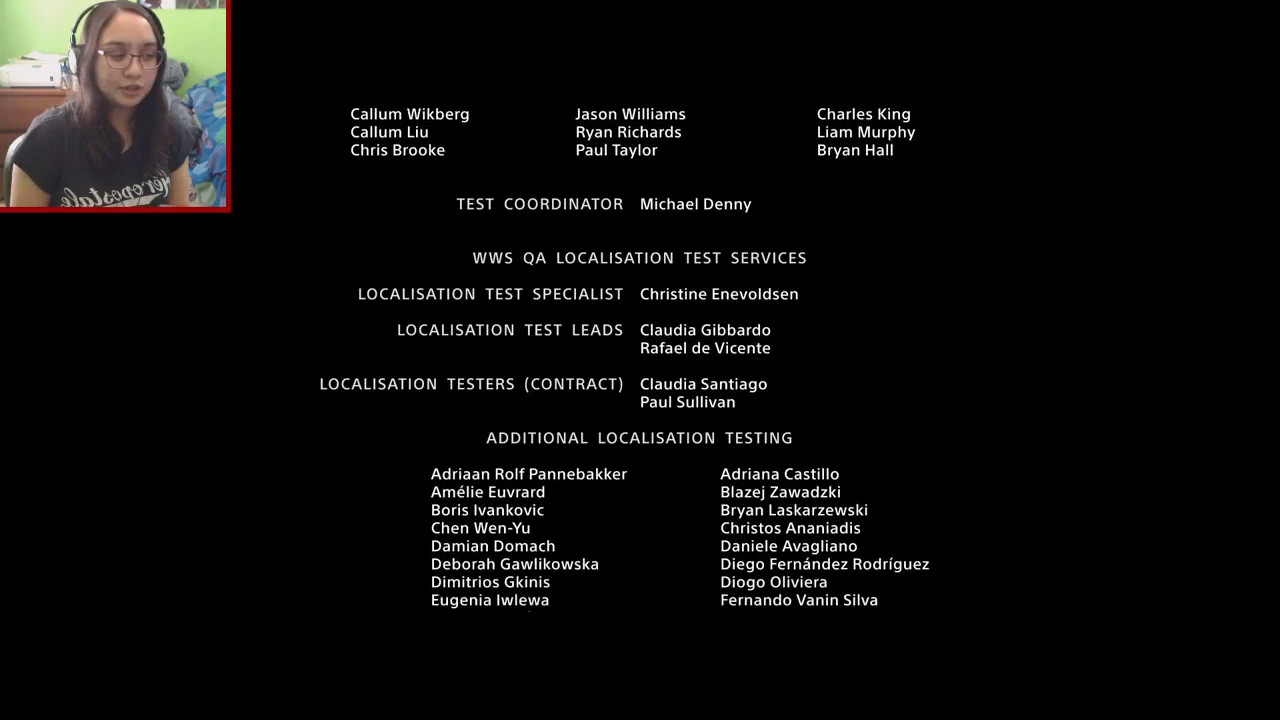 Callum Wikberg Jason Williams Charles King
Callum Liu Ryan Richards Liam Murphy
Chris Brooke Paul Taylor Bryan Hall
TEST COORDINATOR Michael Denny
WWS QA LOCALISATION TEST SERVICES
LOCALISATION TEST SPECIALIST Christine Enevoldsen
LOCALISATION TEST LEADS Claudia Gibbardo
Rafael de Vicente
LOCALISATION TESTERS (CONTRACT) Claudia Santiago
Paul Sullivan
ADDITIONAL LOCALISATION TESTING
Adriaan Rolf Pannebakker Adriana Castillo
Amélie Euvrard Blazej Zawadzki
Boris Ivankovic Bryan Laskarzewski
Chen Wen-Yu Christos Ananiadis
Damian Domach Daniele Avagliano
Deborah Gawlikowska Diego Fernández Rodríguez
Dimitrios Gkinis Diogo Oliviera
Eugenia Iwlewa Fernando Vanin Silva